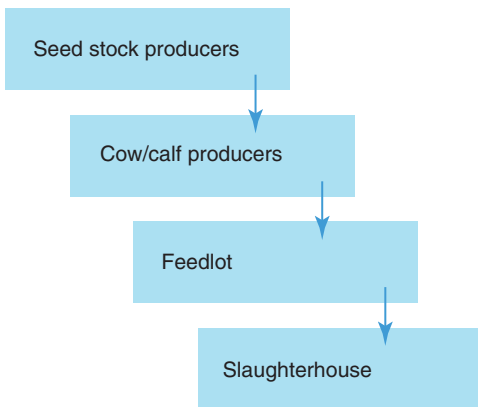 Seed stock producers
Cow/calf producers
Feedlot
Slaughterhouse